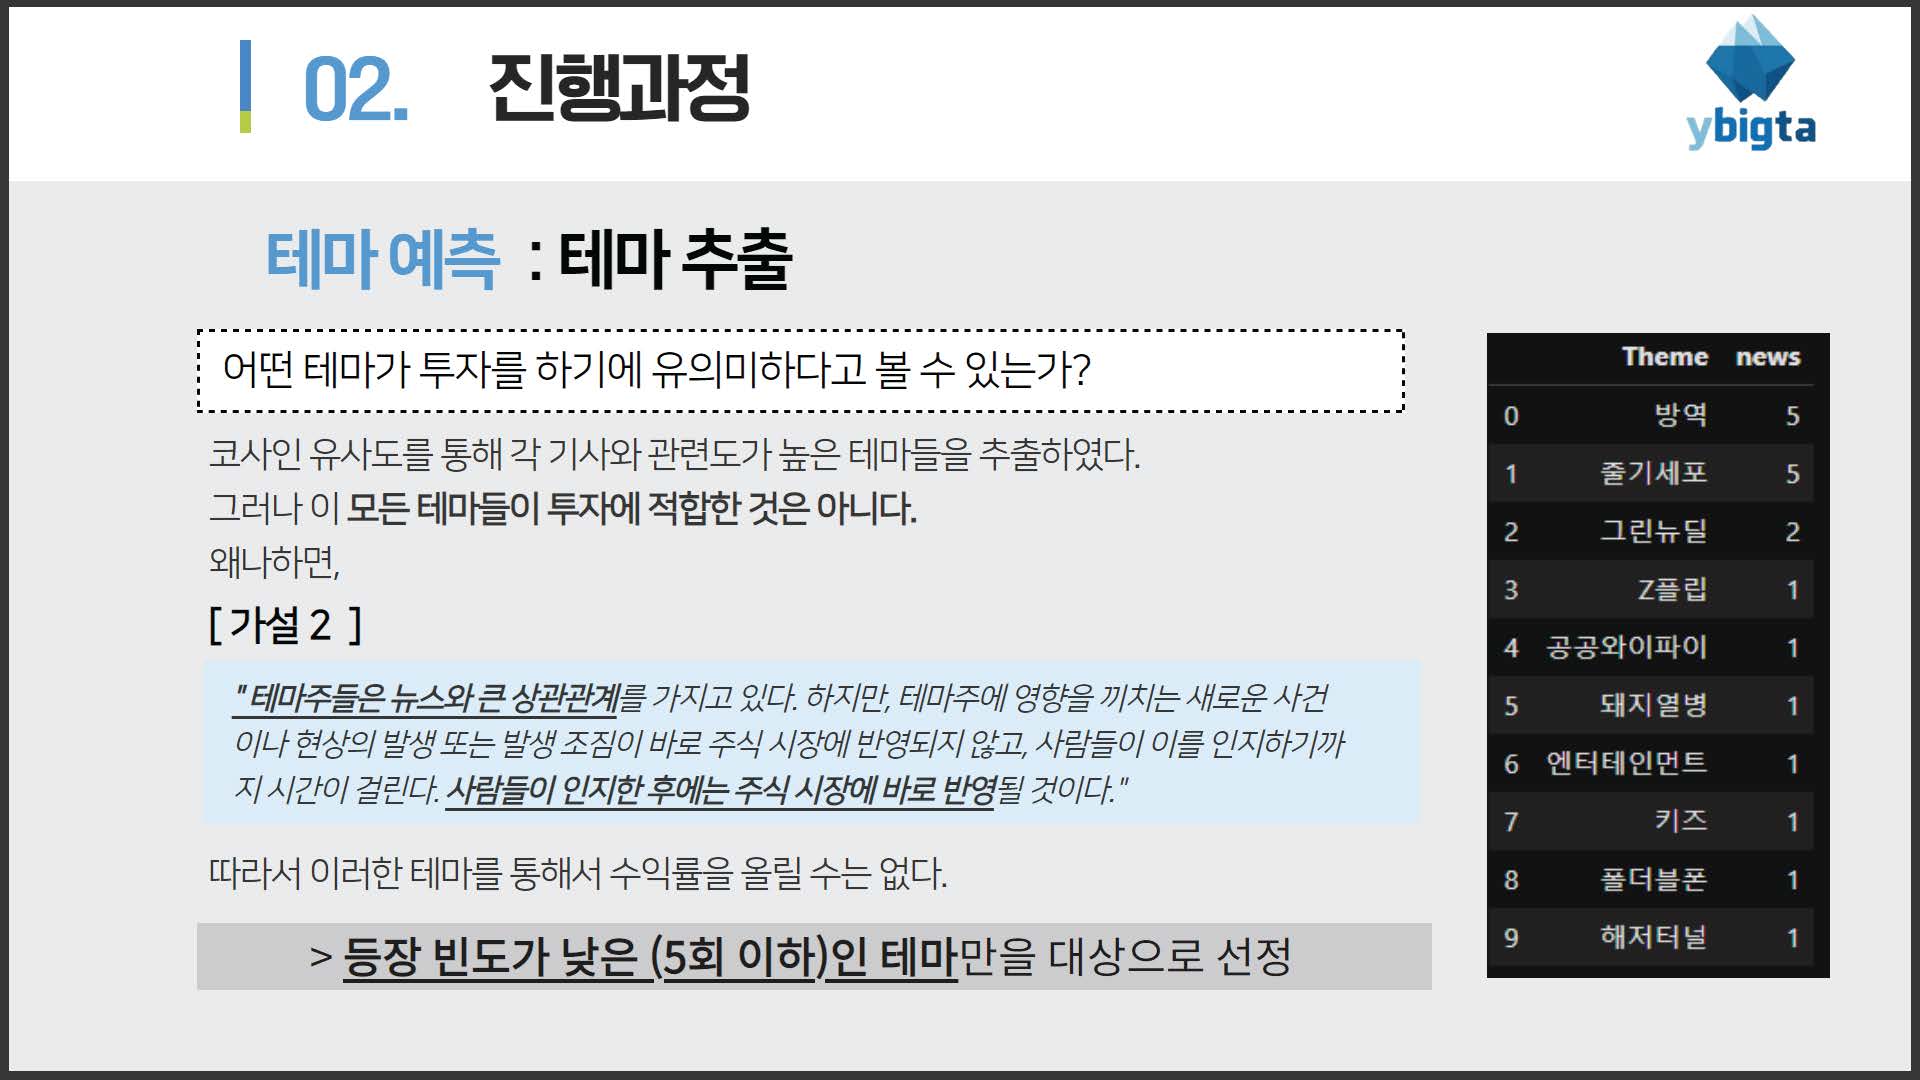 02. 진행과정
ybigta
테마 예측 : 테마 추출
어떤 테마가 투자를 하기에 유의미하다고 볼 수 있는가?
코사인 유사도를 통해 각 기사와 관련도가 높은 테마들을 추출하였다.
그러나 이 모든 테마들이 투자에 적합한 것은 아니다.
왜냐하면,
[ 가설 2 ]
"테마주들은 뉴스와 큰 상관관계를 가지고 있다. 하지만, 테마주에 영향을 끼치는 새로운 사건
이나 현상의 발생 또는 발생 조짐이 바로 주식 시장에 반영되지 않고, 사람들이 이를 인지하기까
지 시간이 걸린다. 사람들이 인지한 후에는 주식 시장에 바로 반영될 것이다."
따라서 이러한 테마를 통해서 수익률을 올릴 수는 없다.
> 등장 빈도가 낮은 (5회 이하)인 테마만을 대상으로 선정
Theme news
0 방역 5
1 줄기세포 5
2 그린뉴딜 2
3 Z플립 1
4 공공와이파이 1
5 돼지열병 1
6 엔터테인먼트 1
7 키즈 1
8 폴더블폰 1
9 해저터널 1